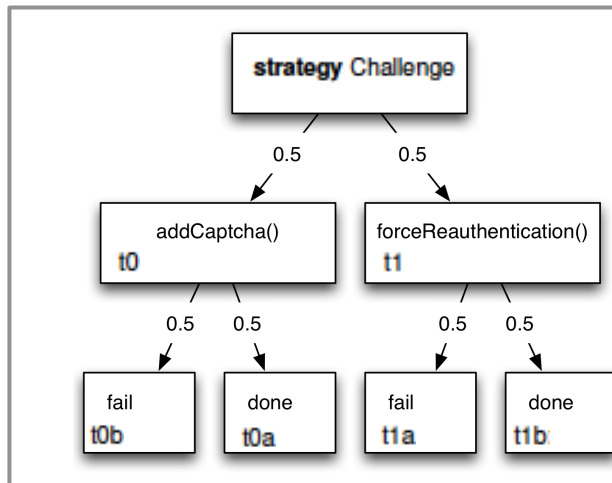 strategy Challenge
0.5 0.5
addCaptcha() forceReauthentication()
t0 t1
0.5 0.5 0.5 0.5
fail done fail done
t0b t0a t1a t1b: